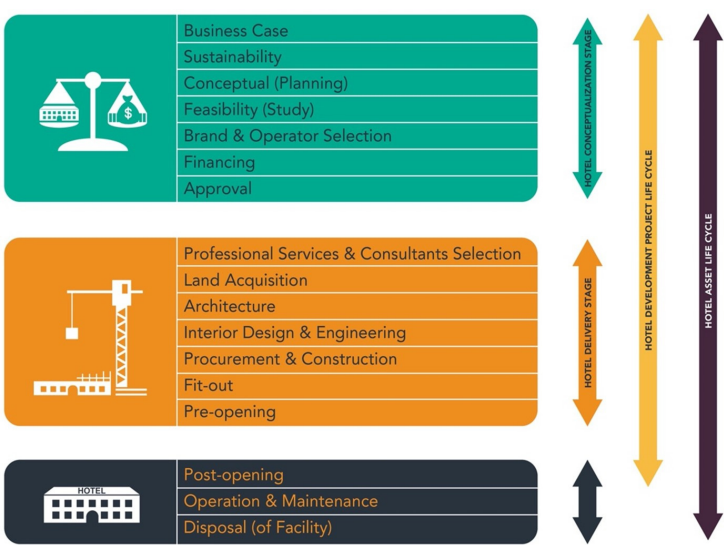 Business Case
Sustainability
Conceptual (Planning)
Feasibility (Study)
Brand & Operator Selection
Financing
Approval
$
HOTEL CONCEPTUALIZATION STAGE
Professional Services & Consultants Selection
Land Acquisition
Architecture
Interior Design & Engineering
Procurement & Construction
Fit-out
Pre-opening
HOTEL DELIVERY STAGE
HOTEL
Post-opening
Operation & Maintenance
Disposal (of Facility)
HOTEL DEVELOPMENT PROJECT LIFE CYCLE
HOTEL ASSET LIFE CYCLE